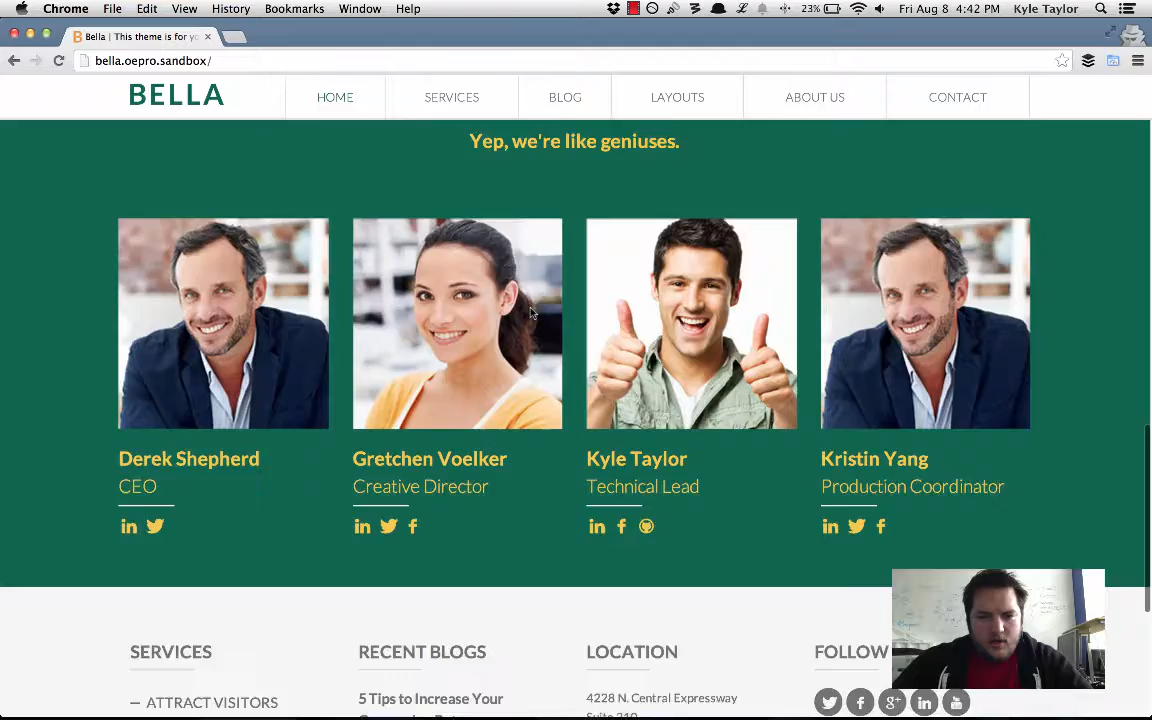 Chrome File Edit View History Bookmarks Window Help 23% Fri Aug 8 4:42 PM Kyle Taylor
Bella | This theme is for yo
bella.oepro.sandbox/
BELLA HOME SERVICES BLOG LAYOUTS ABOUT US CONTACT
Yep, we're like geniuses.
Derek Shepherd Gretchen Voelker Kyle Taylor Kristin Yang
CEO Creative Director Technical Lead Production Coordinator
SERVICES RECENT BLOGS LOCATION FOLLOW
— ATTRACT VISITORS 5 Tips to Increase Your 4228 N. Central Expressway
Suite 210